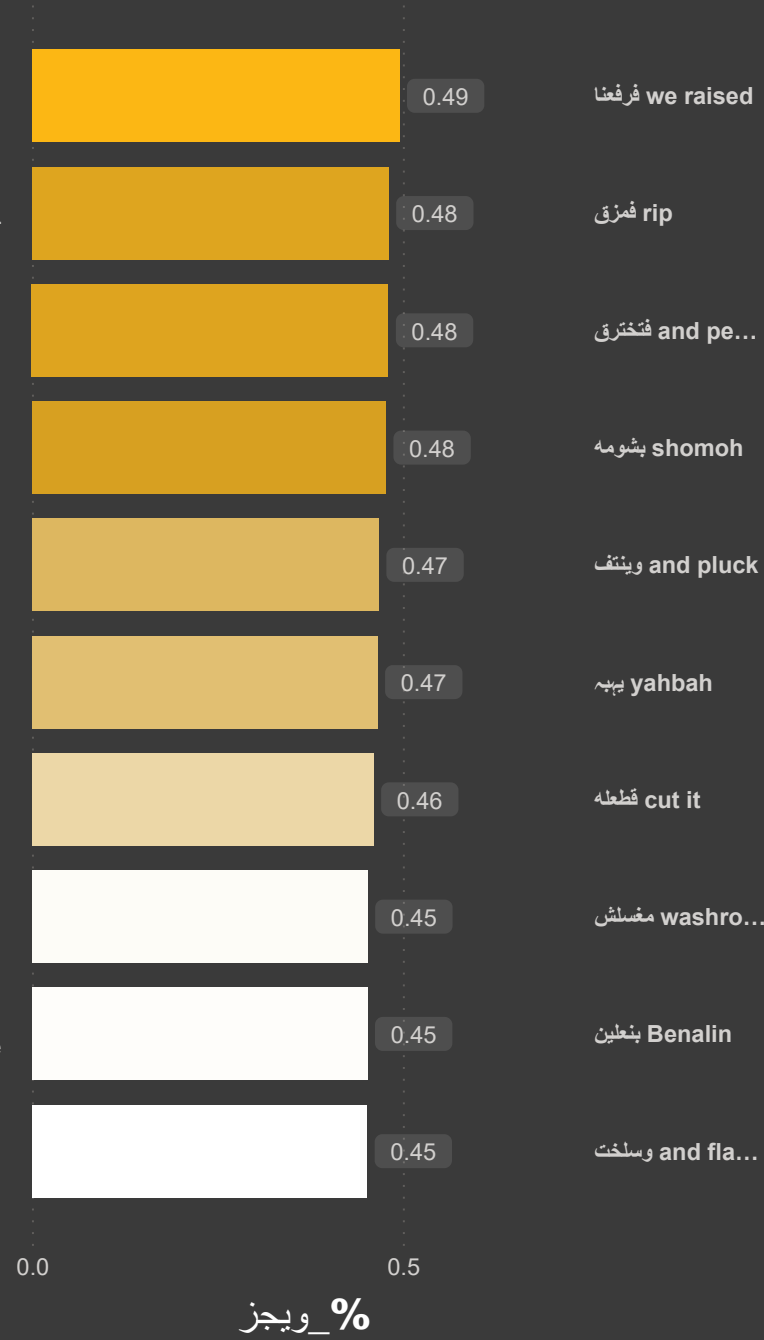 0.49 we raised فرفعنا
0.48 rip فمزق
0.48 and pe… فتخترق
0.48 shomoh بشومه
0.47 and pluck وينتف
0.47 yahbah يہبہ
0.46 cut it قطعله
0.45 washro… مغسلش
0.45 Benalin بنعلين
0.45 and fla… وسلخت
0.0 0.5
%_ويجز